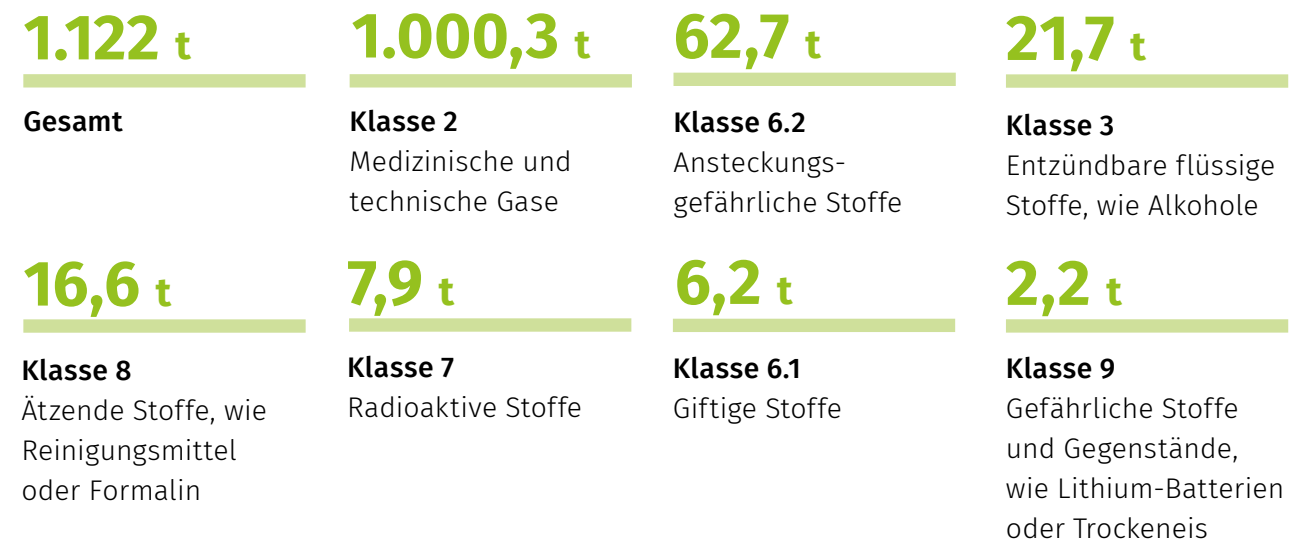 1.122 t
Gesamt
1.000,3 t
Klasse 2
Medizinische und
technische Gase
62,7 t
Klasse 6.2
Ansteckungs-
gefährliche Stoffe
21,7 t
Klasse 3
Entzündbare flüssige
Stoffe, wie Alkohole
16,6 t
Klasse 8
Ätzende Stoffe, wie
Reinigungsmittel
oder Formalin
7,9 t
Klasse 7
Radioaktive Stoffe
6,2 t
Klasse 6.1
Giftige Stoffe
2,2 t
Klasse 9
Gefährliche Stoffe
und Gegenstände,
wie Lithium-Batterien
oder Trockeneis